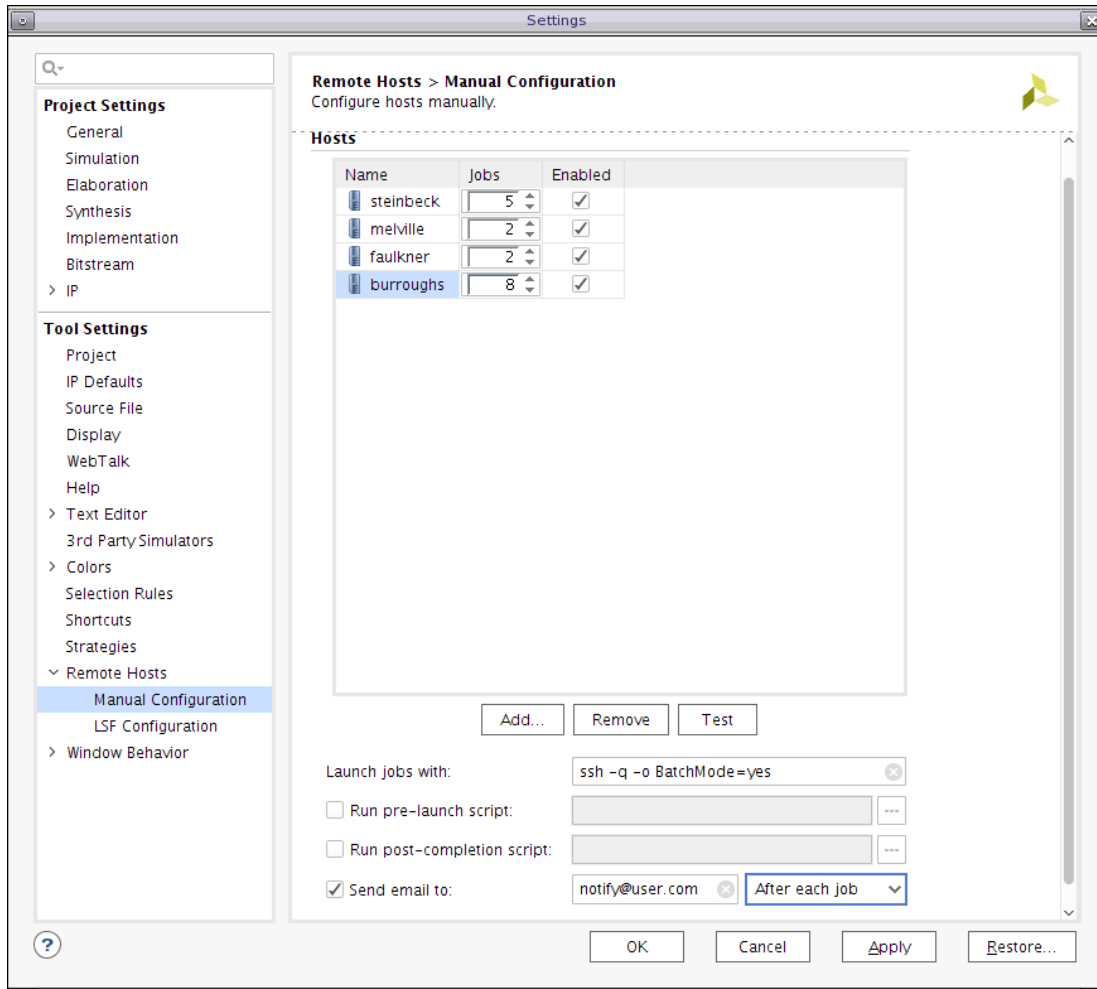 Settings
Project Settings
General
Simulation
Elaboration
Synthesis
Implementation
Bitstream
> IP
Tool Settings
Project
IP Defaults
Source File
Display
WebTalk
Help
> Text Editor
3rd Party Simulators
> Colors
Selection Rules
Shortcuts
Strategies
Remote Hosts
Manual Configuration
LSF Configuration
> Window Behavior
Remote Hosts > Manual Configuration
Configure hosts manually.
Hosts
Name Jobs Enabled
steinbeck 5
melville 2
faulkner 2
burroughs 8
Add... Remove Test
Launch jobs with: ssh -q -o BatchMode=yes
Run pre-launch script: ---
Run post-completion script: ---
Send email to: notify@user.com After each job
? OK Cancel Apply Restore...